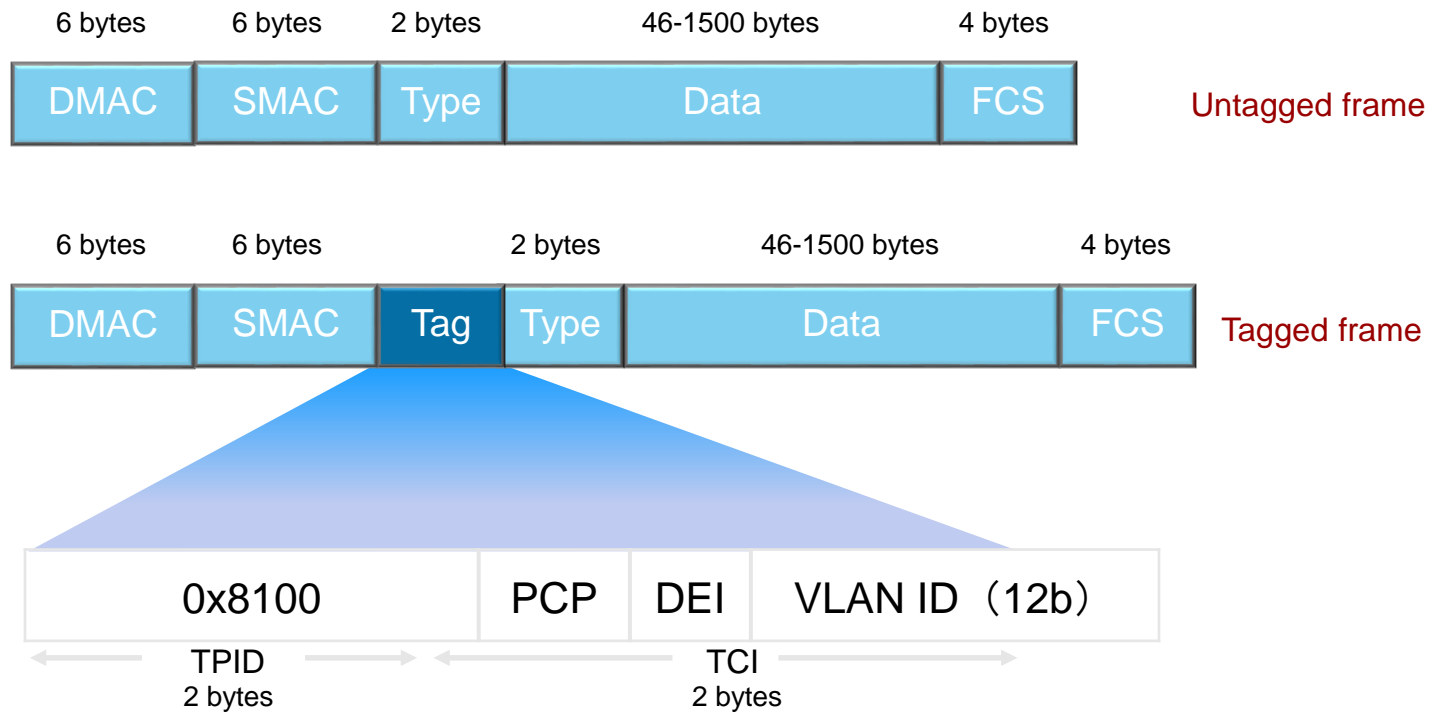 6 bytes 6 bytes 2 bytes 46-1500 bytes 4 bytes
DMAC SMAC Type Data FCS Untagged frame
6 bytes 6 bytes 2 bytes 46-1500 bytes 4 bytes
DMAC SMAC Tag Type Data FCS Tagged frame
0x8100 PCP DEI VLAN ID（12b）
TPID TCI
2 bytes 2 bytes